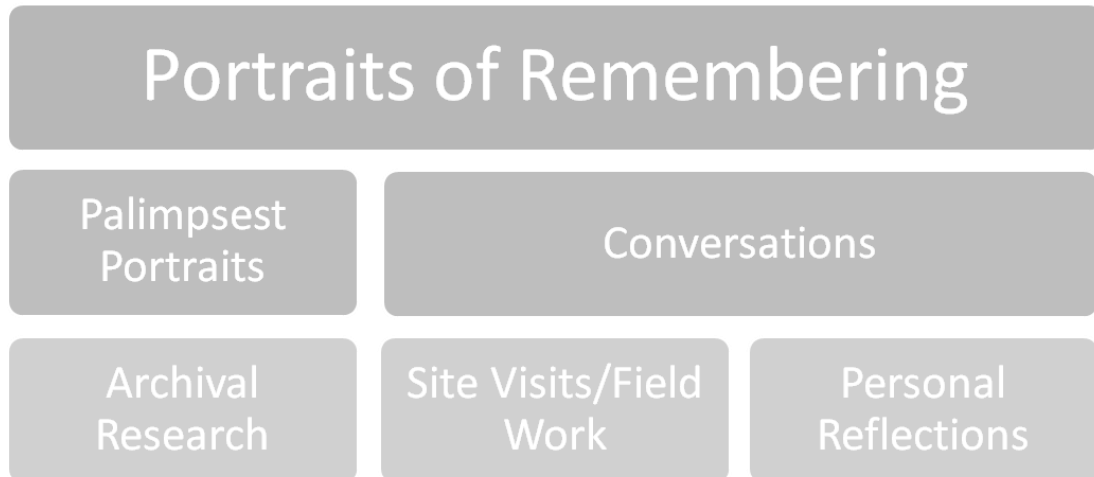 Portraits of Remembering
Palimpsest
Portraits
Conversations
Archival
Research
Site Visits/Field
Work
Personal
Reflections